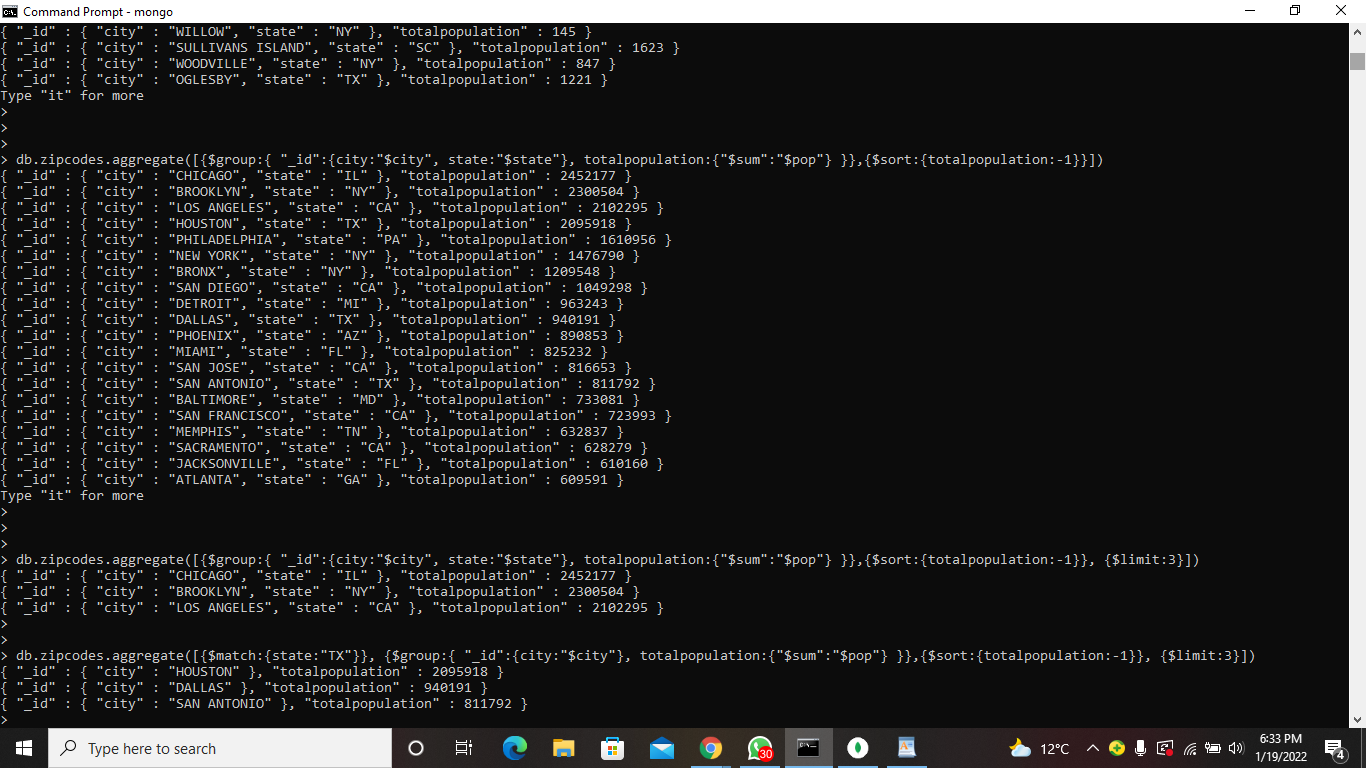 Command Prompt - mongo
{ "_id" : { "city" : "WILLOW", "state" : "NY" }, "totalpopulation" : 145 }
{ "_id" : { "city" : "SULLIVANS ISLAND", "state" : "SC" }, "totalpopulation" : 1623 }
{ "_id" : { "city" : "WOODVILLE", "state" : "NY" }, "totalpopulation" : 847 }
{ "_id" : { "city" : "OGLESBY", "state" : "TX" }, "totalpopulation" : 1221 }
Type "it" for more
>
>
>
> db.zipcodes.aggregate([{$group:{ "_id":{city:"$city", state:"$state"}, totalpopulation:{"$sum":"$pop"} }},{$sort:{totalpopulation:-1}}])
{ "_id" : { "city" : "CHICAGO", "state" : "IL" }, "totalpopulation" : 2452177 }
{ "_id" : { "city" : "BROOKLYN", "state" : "NY" }, "totalpopulation" : 2300504 }
{ "_id" : { "city" : "LOS ANGELES", "state" : "CA" }, "totalpopulation" : 2102295 }
{ "_id" : { "city" : "HOUSTON", "state" : "TX" }, "totalpopulation" : 2095918 }
{ "_id" : { "city" : "PHILADELPHIA", "state" : "PA" }, "totalpopulation" : 1610956 }
{ "_id" : { "city" : "NEW YORK", "state" : "NY" }, "totalpopulation" : 1476790 }
{ "_id" : { "city" : "BRONX", "state" : "NY" }, "totalpopulation" : 1209548 }
{ "_id" : { "city" : "SAN DIEGO", "state" : "CA" }, "totalpopulation" : 1049298 }
{ "_id" : { "city" : "DETROIT", "state" : "MI" }, "totalpopulation" : 963243 }
{ "_id" : { "city" : "DALLAS", "state" : "TX" }, "totalpopulation" : 940191 }
{ "_id" : { "city" : "PHOENIX", "state" : "AZ" }, "totalpopulation" : 890853 }
{ "_id" : { "city" : "MIAMI", "state" : "FL" }, "totalpopulation" : 825232 }
{ "_id" : { "city" : "SAN JOSE", "state" : "CA" }, "totalpopulation" : 816653 }
{ "_id" : { "city" : "SAN ANTONIO", "state" : "TX" }, "totalpopulation" : 811792 }
{ "_id" : { "city" : "BALTIMORE", "state" : "MD" }, "totalpopulation" : 733081 }
{ "_id" : { "city" : "SAN FRANCISCO", "state" : "CA" }, "totalpopulation" : 723993 }
{ "_id" : { "city" : "MEMPHIS", "state" : "TN" }, "totalpopulation" : 632837 }
{ "_id" : { "city" : "SACRAMENTO", "state" : "CA" }, "totalpopulation" : 628279 }
{ "_id" : { "city" : "JACKSONVILLE", "state" : "FL" }, "totalpopulation" : 610160 }
{ "_id" : { "city" : "ATLANTA", "state" : "GA" }, "totalpopulation" : 609591 }
Type "it" for more
>
>
>
> db.zipcodes.aggregate([{$group:{ "_id":{city:"$city", state:"$state"}, totalpopulation:{"$sum":"$pop"} }},{$sort:{totalpopulation:-1}}, {$limit:3}])
{ "_id" : { "city" : "CHICAGO", "state" : "IL" }, "totalpopulation" : 2452177 }
{ "_id" : { "city" : "BROOKLYN", "state" : "NY" }, "totalpopulation" : 2300504 }
{ "_id" : { "city" : "LOS ANGELES", "state" : "CA" }, "totalpopulation" : 2102295 }
>
>
> db.zipcodes.aggregate([{$match:{state:"TX"}}, {$group:{ "_id":{city:"$city"}, totalpopulation:{"$sum":"$pop"} }},{$sort:{totalpopulation:-1}}, {$limit:3}])
{ "_id" : { "city" : "HOUSTON" }, "totalpopulation" : 2095918 }
{ "_id" : { "city" : "DALLAS" }, "totalpopulation" : 940191 }
{ "_id" : { "city" : "SAN ANTONIO" }, "totalpopulation" : 811792 }
>
Type here to search
30
12°C
6:33 PM
1/19/2022
4